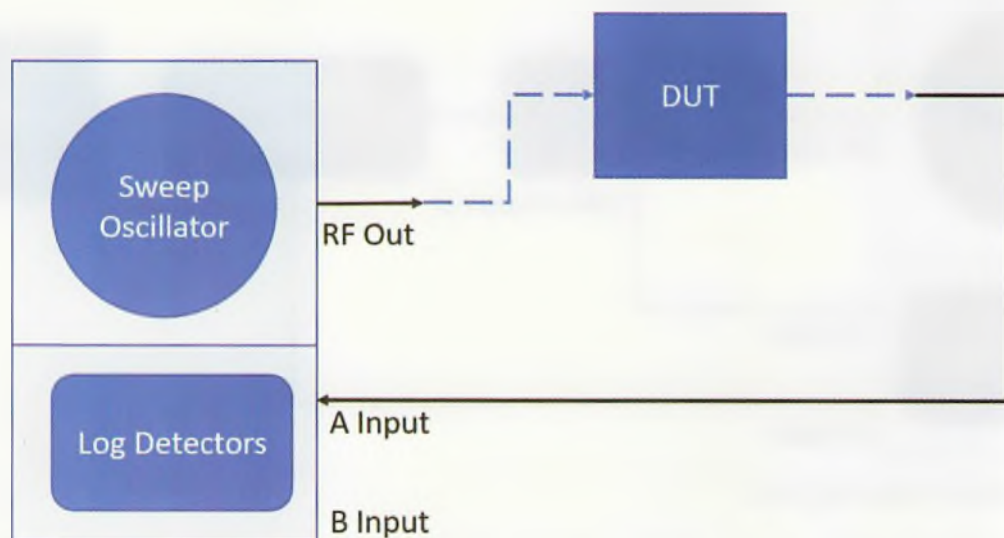 DUT
Sweep
Oscillator
RF Out
A Input
Log Detectors
B Input